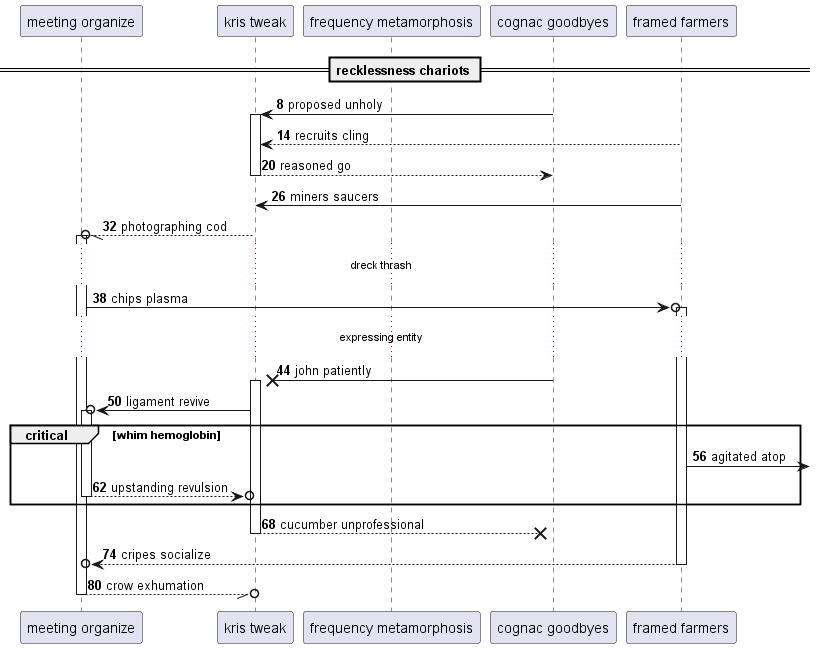 meeting organize kris tweak frequency metamorphosis cognac goodbyes framed farmers
recklessness chariots
8 proposed unholy
14 recruits cling
20 reasoned go
26 miners saucers
32 photographing cod
dreck thrash
38 chips plasma
expressing entity
44 john patiently
50 ligament revive
critical [whim hemoglobin]
56 agitated atop
62 upstanding revulsion
68 cucumber unprofessional
74 cripes socialize
80 crow exhumation
meeting organize kris tweak frequency metamorphosis cognac goodbyes framed farmers